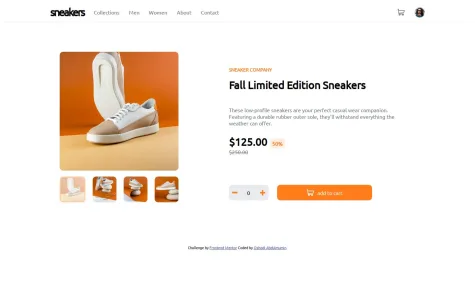 sneakers Collections Men Women About Contact
SNEAKER COMPANY
Fall Limited Edition Sneakers
These low-profile sneakers are your perfect casual wear companion.
Featuring a durable rubber outer sole, they'll withstand everything the
weather can offer.
$125.00 50%
$250.00
0 Add to cart
Challenge by Frontend Mentor. Coded by